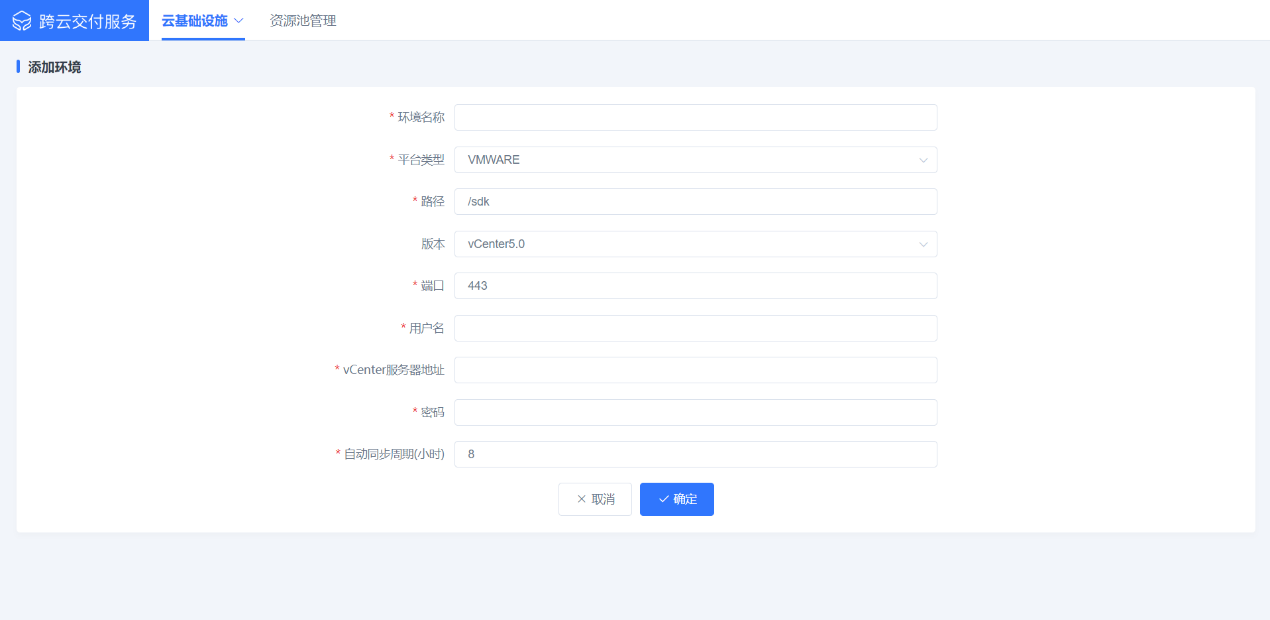 跨云交付服务 云基础设施 资源池管理
添加环境
* 环境名称
* 平台类型 VMWARE
* 路径 /sdk
版本 vCenter5.0
* 端口 443
* 用户名
* vCenter服务器地址
* 密码
* 自动同步周期(小时) 8
取消 确定